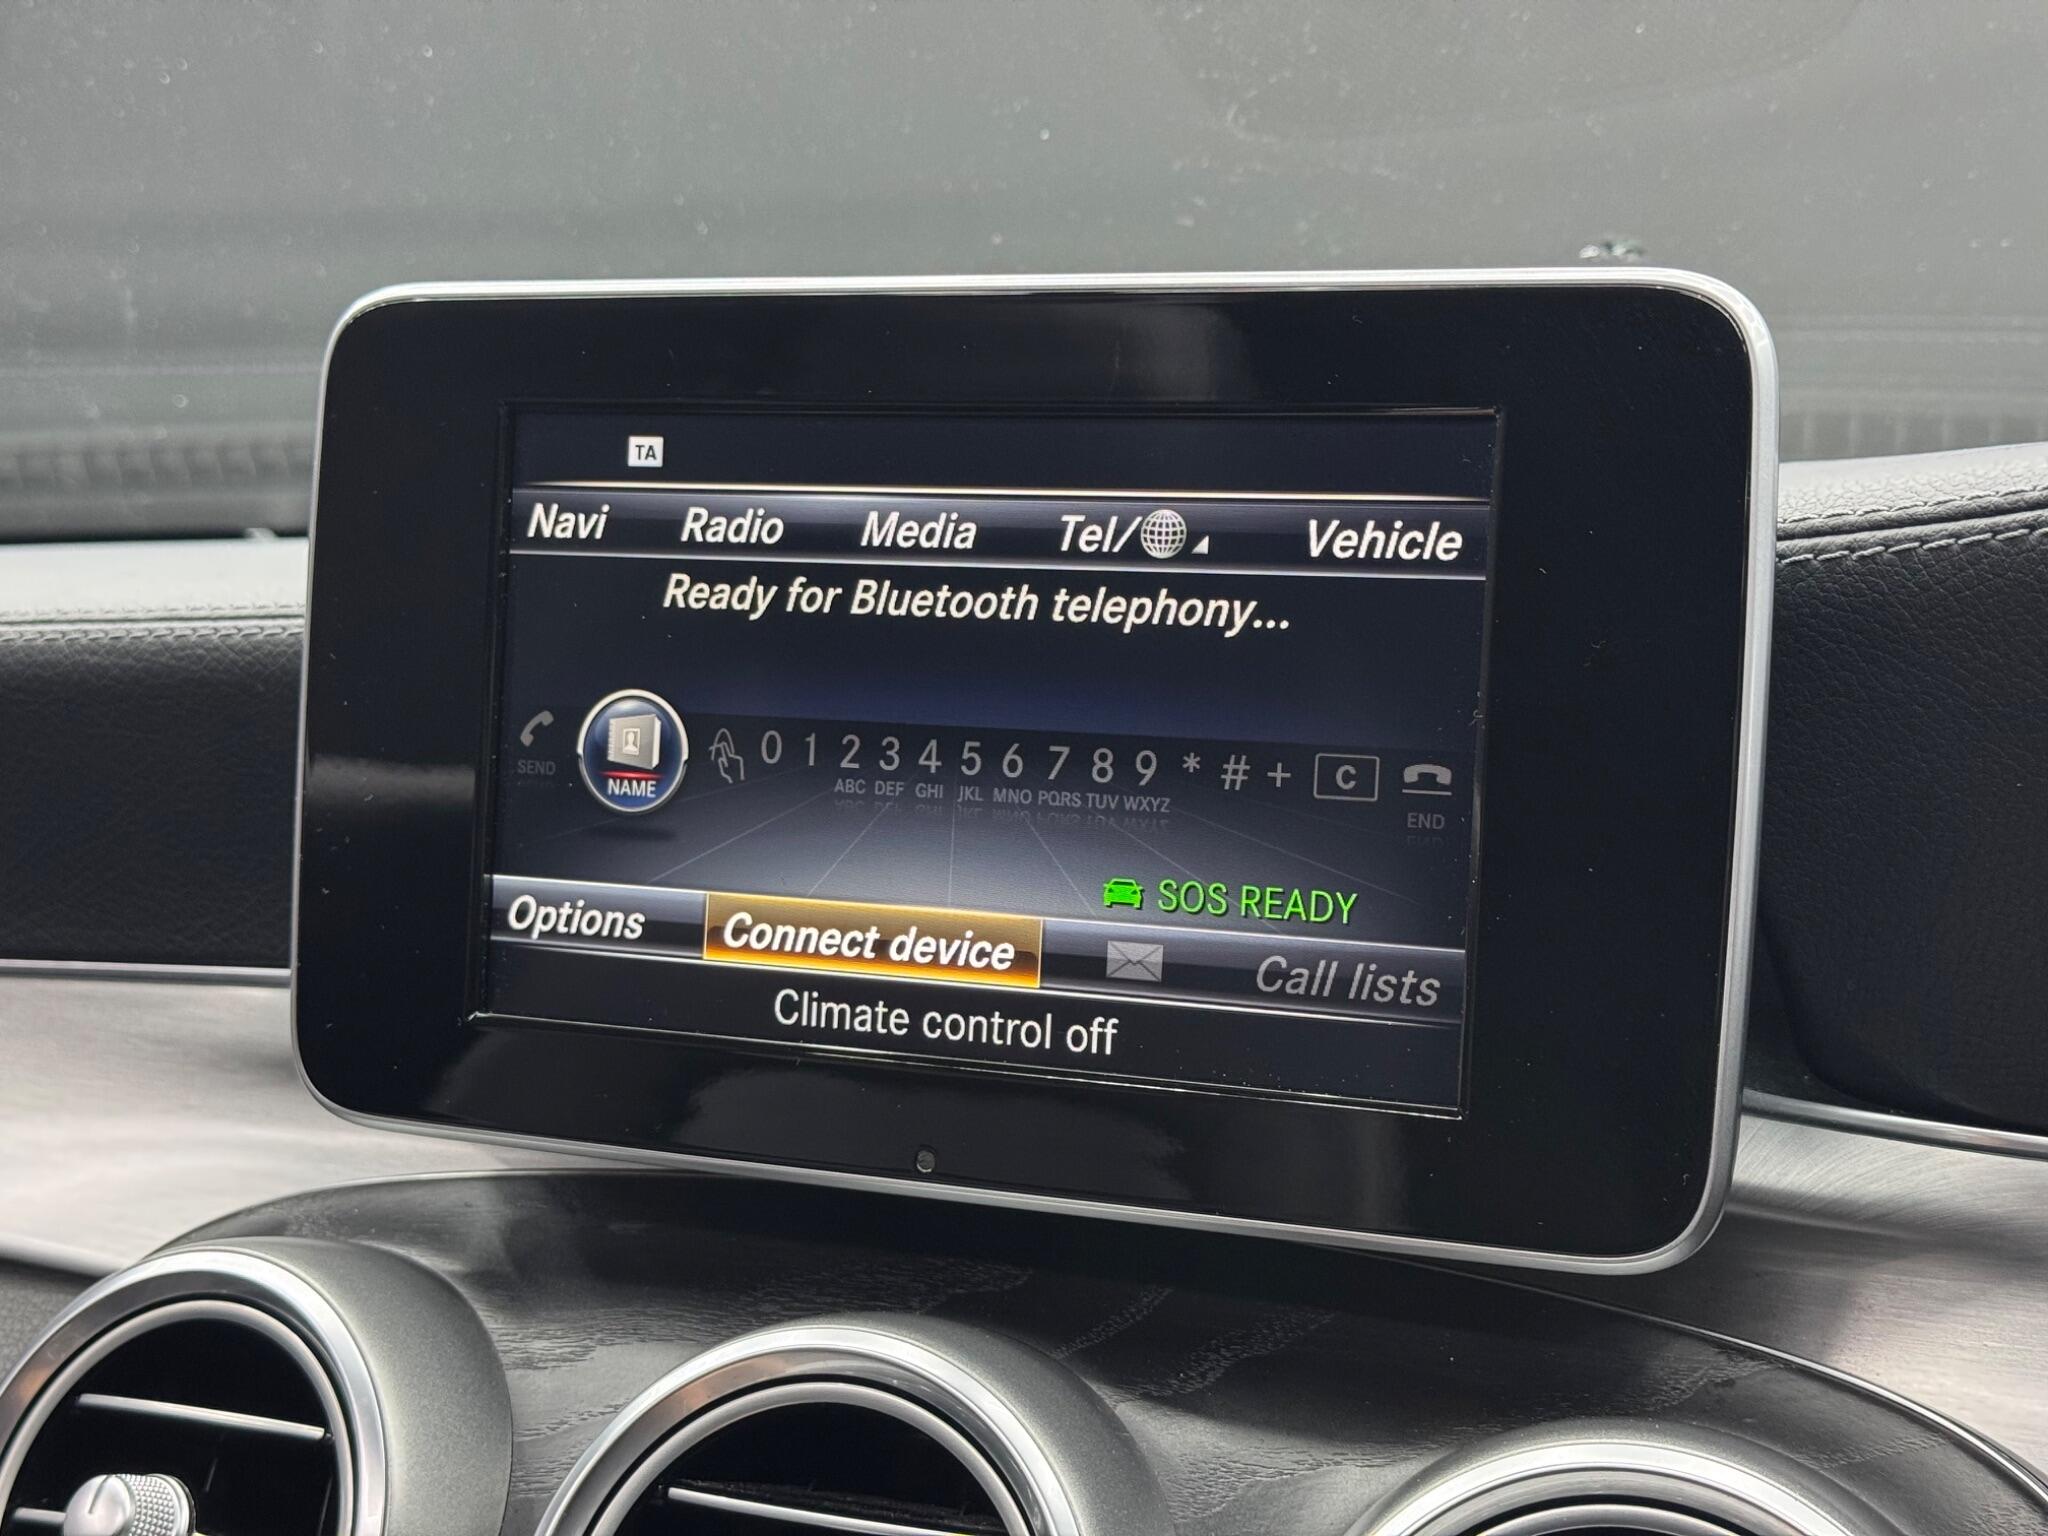 TA
Navi Radio Media Tel/ Vehicle
Ready for Bluetooth telephony...
SEND NAME 0 1 2 3 4 5 6 7 8 9 * # + C
ABC DEF GHI JKL MNO PQRS TUV WXYZ END
SOS READY
Options Connect device Call lists
Climate control off